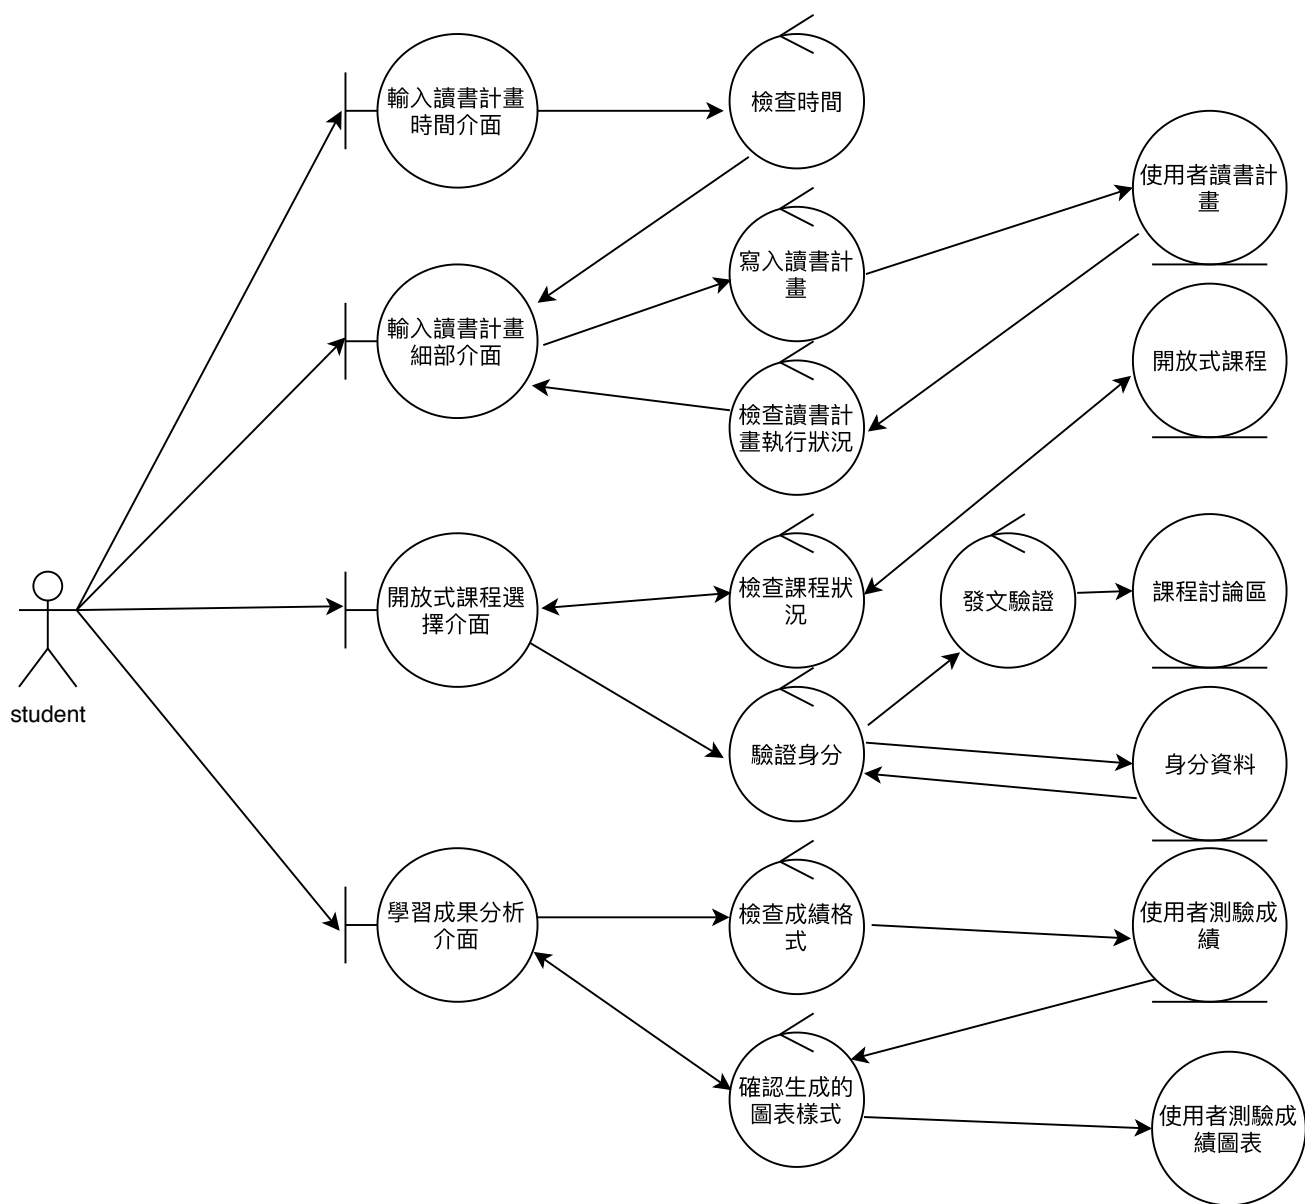 輸入讀書計畫
時間介面
檢查時間
使用者讀書計
畫
寫入讀書計
畫
輸入讀書計畫
細部介面
開放式課程
檢查讀書計
畫執行狀況
開放式課程選
擇介面
檢查課程狀
況
發文驗證
課程討論區
student
驗證身分
身分資料
學習成果分析
介面
檢查成績格
式
使用者測驗成
績
確認生成的
圖表樣式
使用者測驗成
績圖表